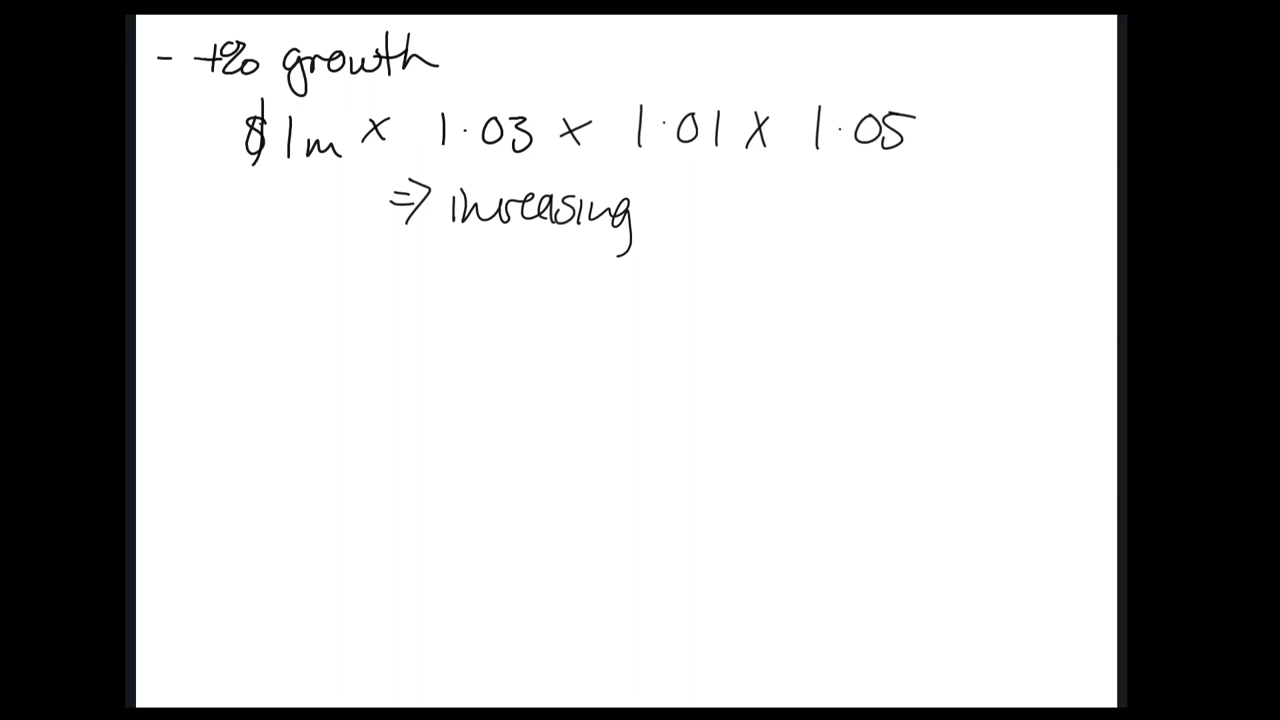 - +% growth
$1m x 1.03 x 1.01 x 1.05
=> increasing